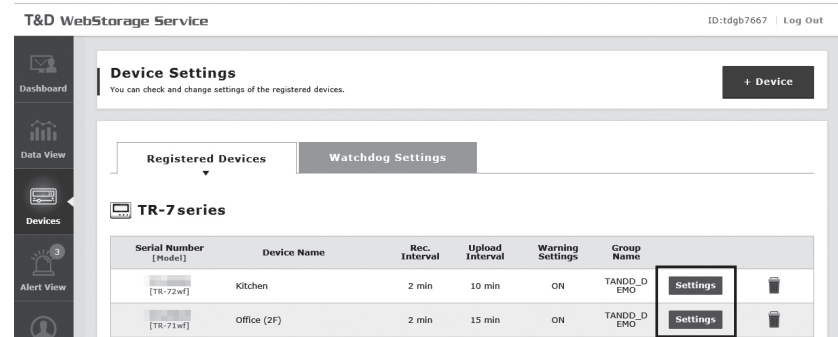 T&D WebStorage Service
ID:tdgb7667 | Log Out
Dashboard
Data View
Devices
3
Alert View
Device Settings
You can check and change settings of the registered devices.
+ Device
Registered Devices
Watchdog Settings
TR-7 series
Serial Number
[Model]
Device Name
Rec.
Interval
Upload
Interval
Warning
Settings
Group
Name
[TR-72wf]
Kitchen
2 min
10 min
ON
TANDD_D
EMO
Settings
[TR-71wf]
Office (2F)
2 min
15 min
ON
TANDD_D
EMO
Settings